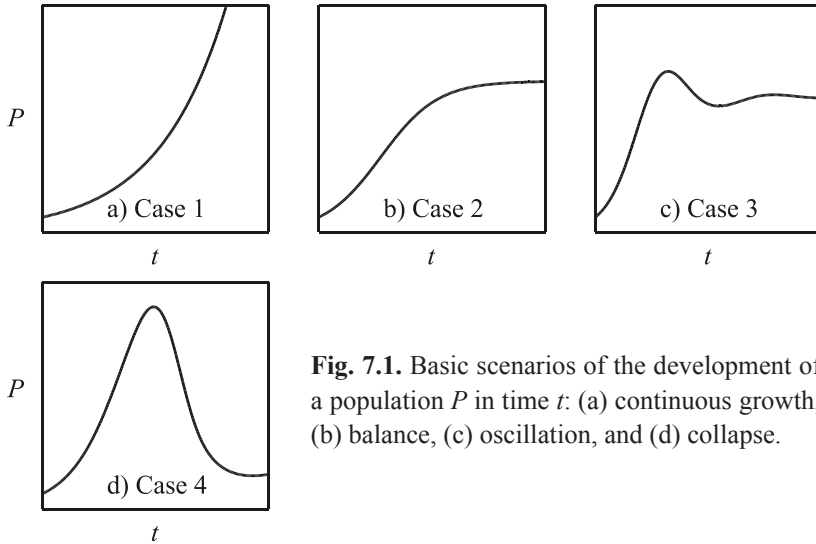 P
a) Case 1
b) Case 2
c) Case 3
t
t
t
P
d) Case 4
t
Fig. 7.1. Basic scenarios of the development of
a population P in time t: (a) continuous growth,
(b) balance, (c) oscillation, and (d) collapse.